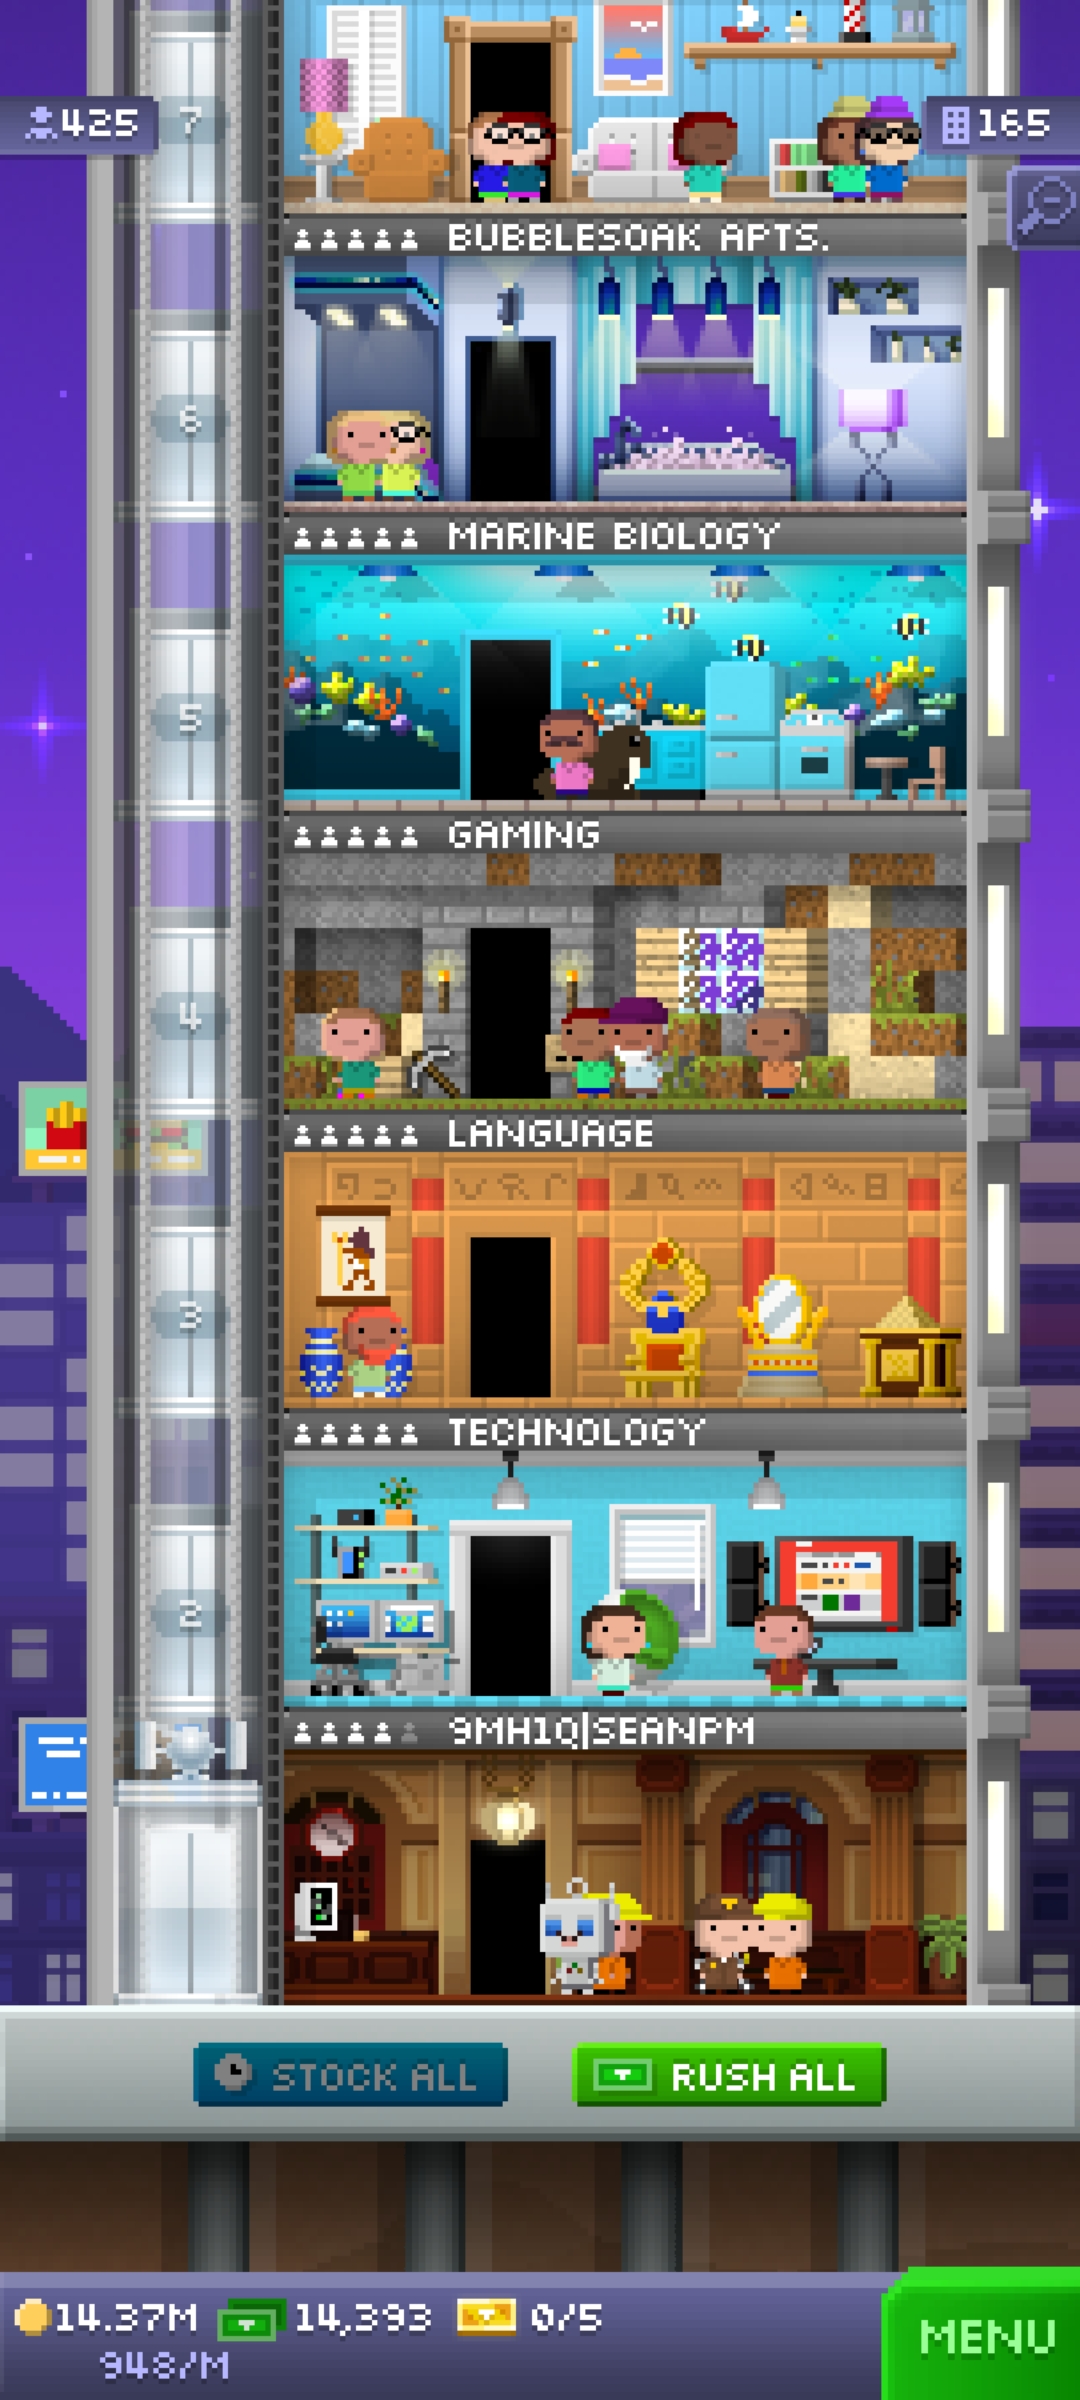 7
425
165
BUBBLESOAK APTS.
6
MARINE BIOLOGY
5
GAMING
4
LANGUAGE
3
TECHNOLOGY
2
9MH1Q|SEANPM
STOCK ALL
RUSH ALL
14.37M 14,393 0/5
948/M
MENU